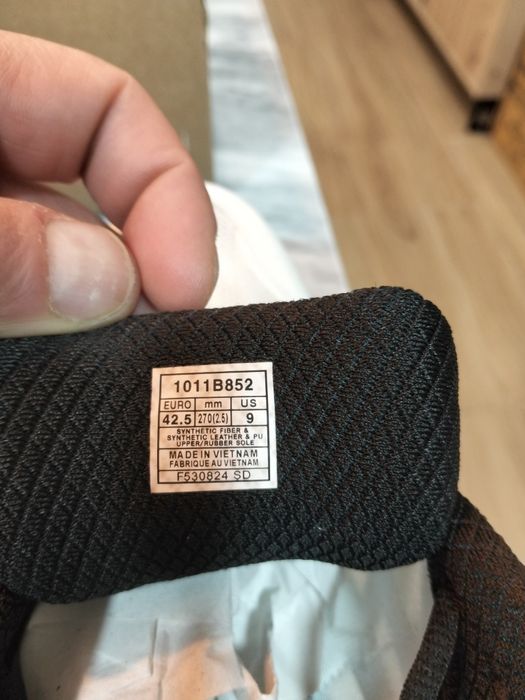 1011B852
EURO mm US
42.5 270(2.5) 9
SYNTHETIC FIBER &
SYNTHETIC LEATHER & PU
UPPER/RUBBER SOLE
MADE IN VIETNAM
FABRIQUE AU VIETNAM
F530824 SD